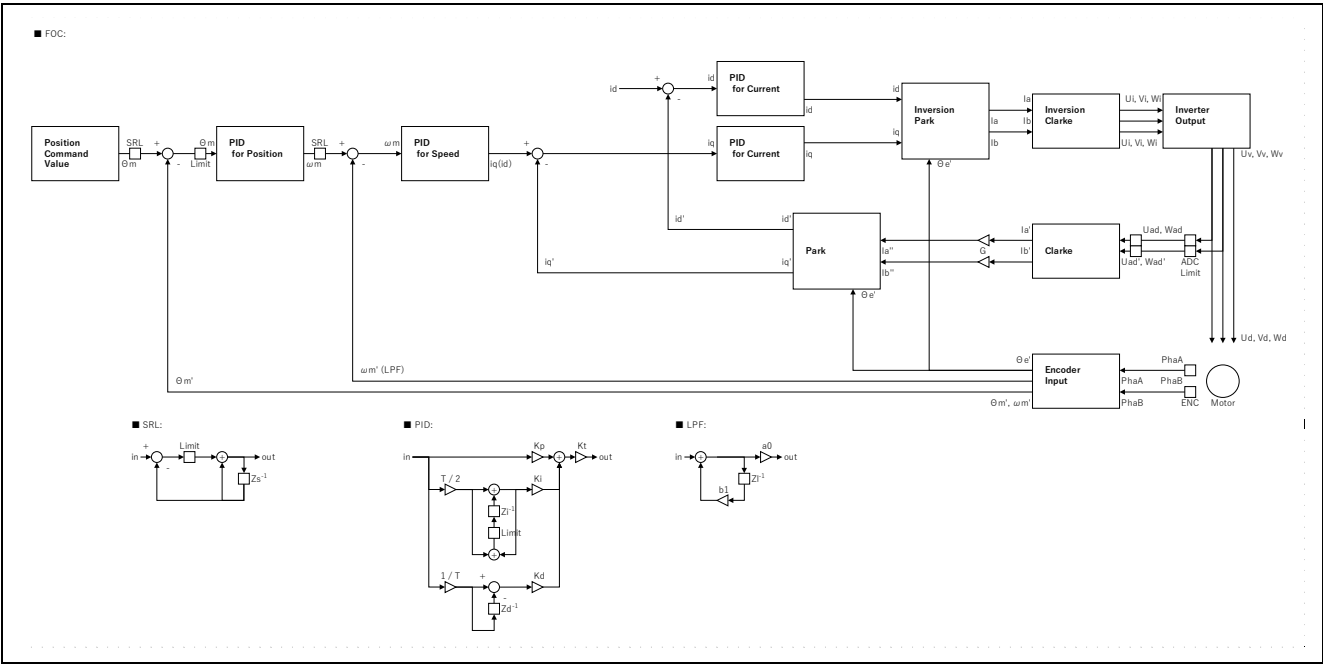 ■ FOC:
Position
Command
Value
SRL
Θm
+
-
Θm
Limit
PID
for Position
SRL
ωm
+
-
ωm
PID
for Speed
iq(id)
+
-
id
+
-
id
PID
for Current
id
iq
PID
for Current
iq
id
iq
Inversion
Park
Θe'
Ia
Ia
Ib
Ib
Inversion
Clarke
Ui, Vi, Wi
Ui, Vi, Wi
Inverter
Output
Uv, Vv, Wv
id'
id'
iq'
iq'
Park
Θe'
Ia''
Ib''
G
Ia'
Ib'
Clarke
Uad, Wad
Uad', Wad'
ADC
Limit
Ud, Vd, Wd
Θm'
ωm' (LPF)
Θe'
Θm', ωm'
Encoder
Input
PhaA
PhaA
PhaB
PhaB
ENC
Motor
■ SRL:
in
+
-
Limit
+
out
Zs-1
■ PID:
in
Kp
+
Kt
out
T / 2
+
Ki
Zi-1
Limit
+
1 / T
+
-
Kd
Zd-1
■ LPF:
in
+
a0
out
Zl-1
b1